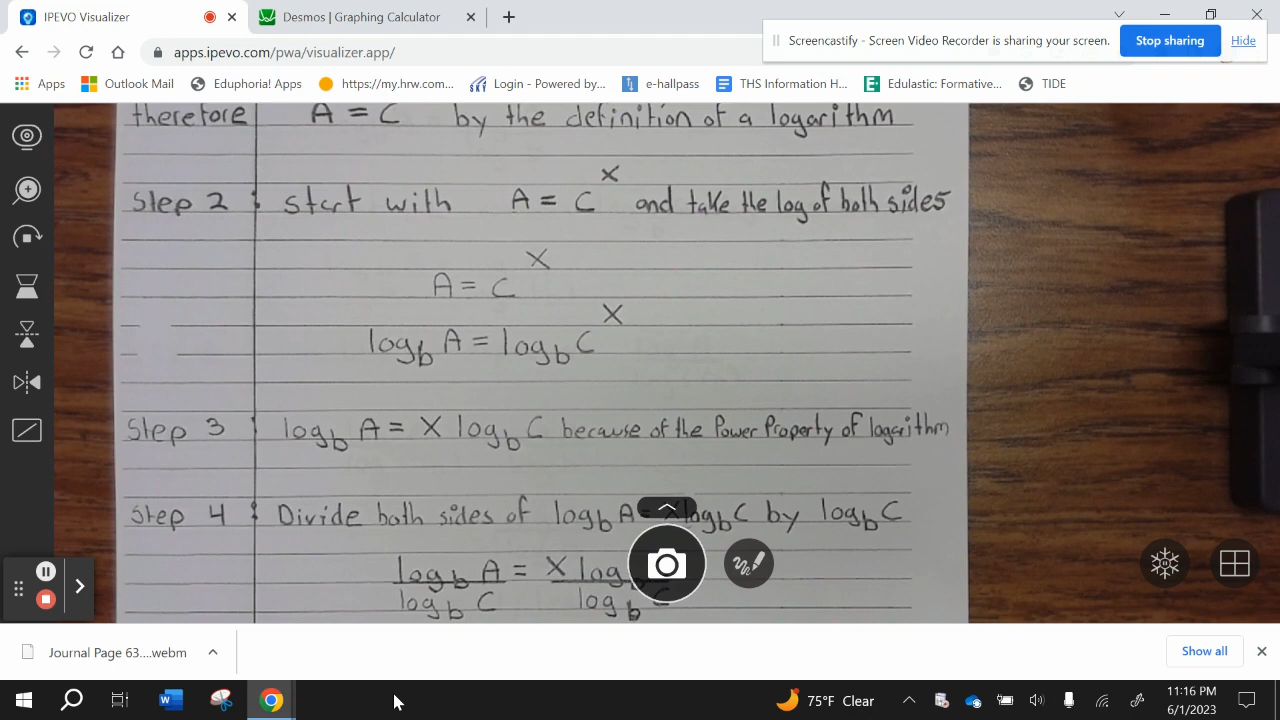 IPEVO Visualizer
Desmos | Graphing Calculator
Screencastify - Screen Video Recorder is sharing your screen. Stop sharing Hide
apps.ipevo.com/pwa/visualizer.app/
Apps Outlook Mail Eduphoria! App https://my.hrw.com... Login - Powered by... e-hallpass THS Information H... Edulastic: Formative... TIDE
therefore A = C by the definition of a logarithm
Step 2 : start with A = C^x and take the log of both sides
A = C^x
log_b A = log_b C^x
Step 3 : log_b A = X log_b C because of the Power Property of logarithm
Step 4 : Divide both sides of log_b A = X log_b C by log_b C
log_b A = X log_b
log_b C log_b C
Journal Page 63....webm
Show all
75°F Clear
11:16 PM
6/1/2023